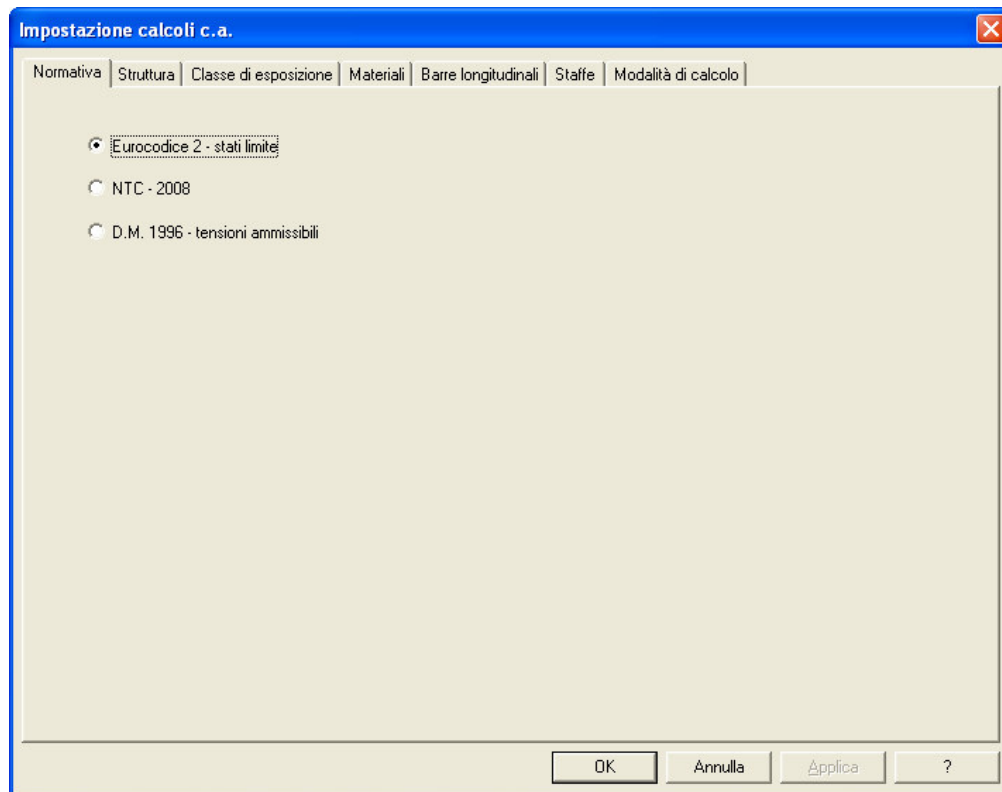 Impostazione calcoli c.a.
Normativa Struttura Classe di esposizione Materiali Barre longitudinali Staffe Modalità di calcolo
Eurocodice 2 - stati limite
NTC - 2008
D.M. 1996 - tensioni ammissibili
OK Annulla Applica ?